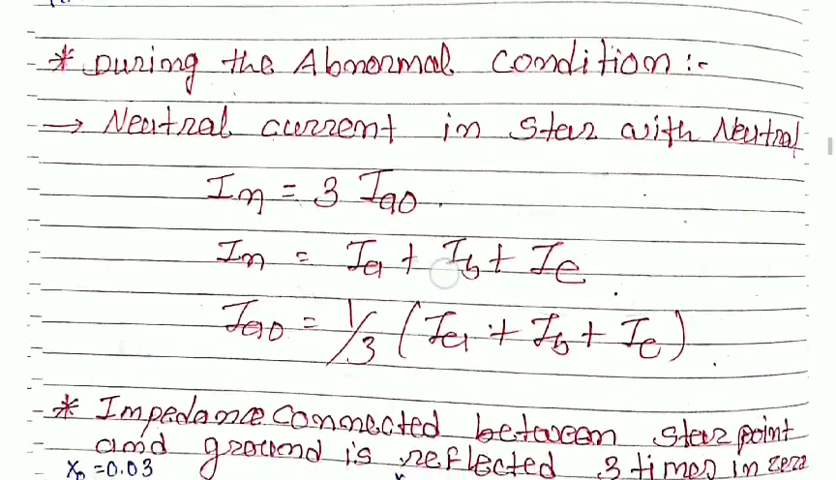 * During the Abnormal Condition :-
→ Neutral current in Star with Neutral
In = 3 Ia0.
In = Ia + Ib + Ic
Ia0 = 1/3 (Ia + Ib + Ic)
* Impedance connected between star point
and ground is reflected 3 times in zero
Xn = 0.03